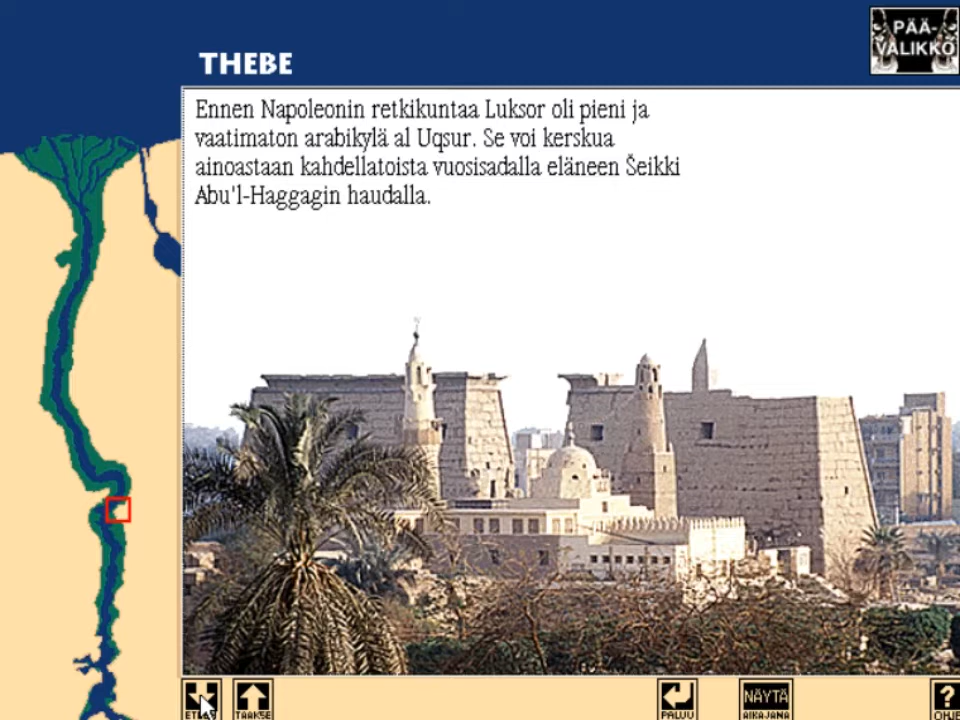 PÄÄ-
VALIKKO
THEBE
Ennen Napoleonin retkikuntaa Luksor oli pieni ja
vaatimaton arabikylä al Uqsur. Se voi kerskua
ainoastaan kahdellatoista vuosisadalla eläneen Šeikki
Abu'l-Haggagin haudalla.
TAAKSE
PALUU
NÄYTÄ
AIKAJANA
?
OHJE